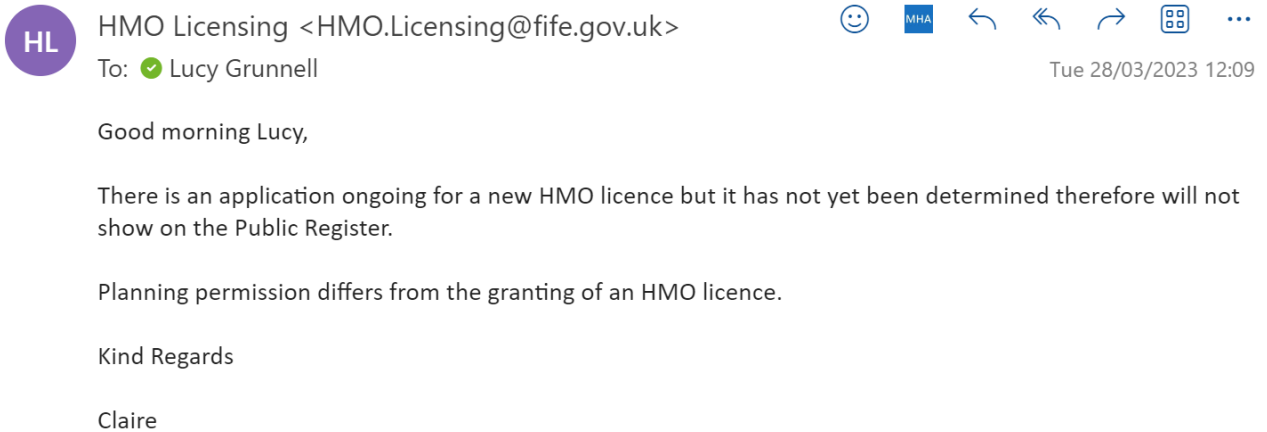 HL
HMO Licensing <HMO.Licensing@fife.gov.uk>
MHA
To: Lucy Grunnell
Tue 28/03/2023 12:09
Good morning Lucy,
There is an application ongoing for a new HMO licence but it has not yet been determined therefore will not
show on the Public Register.
Planning permission differs from the granting of an HMO licence.
Kind Regards
Claire